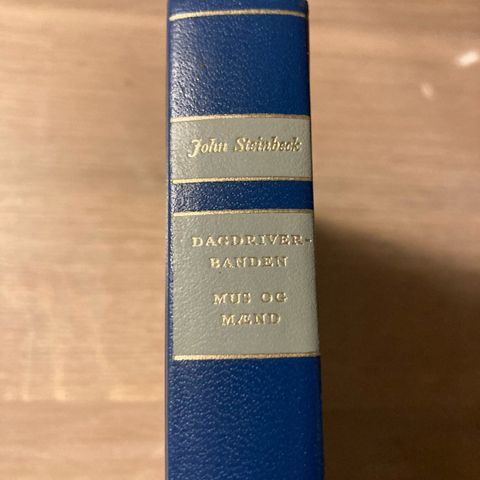 John Steinbeck
DAGDRIVER-
BANDEN
MUS OG
MÆND